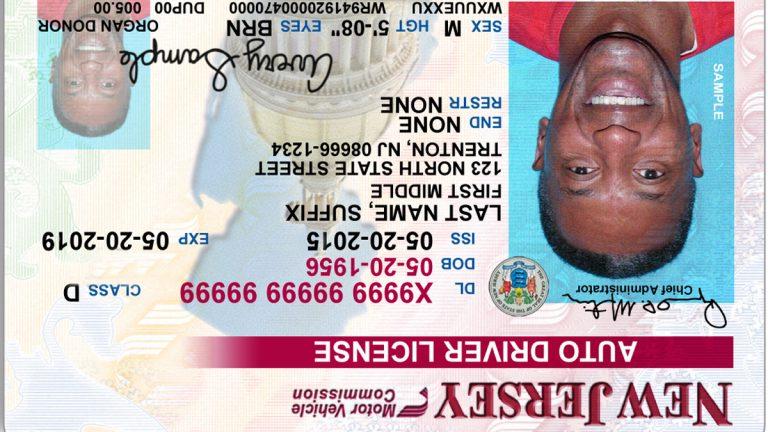 NEW JERSEY
Motor Vehicle
Commission
AUTO DRIVER LICENSE
Chief Administrator
DL X9999 99999 99999 CLASS D
DOB 05-20-1956
ISS 05-20-2015 EXP 05-20-2019
LAST NAME, SUFFIX
FIRST MIDDLE
123 NORTH STATE STREET
TRENTON, NJ 08666-1234
END NONE
RESTR NONE
SAMPLE
Avery Sample
SEX M HGT 5'-08" EYES BRN
ORGAN DONOR
WXUUEXXU WR941920000470000 DUP00 005.00